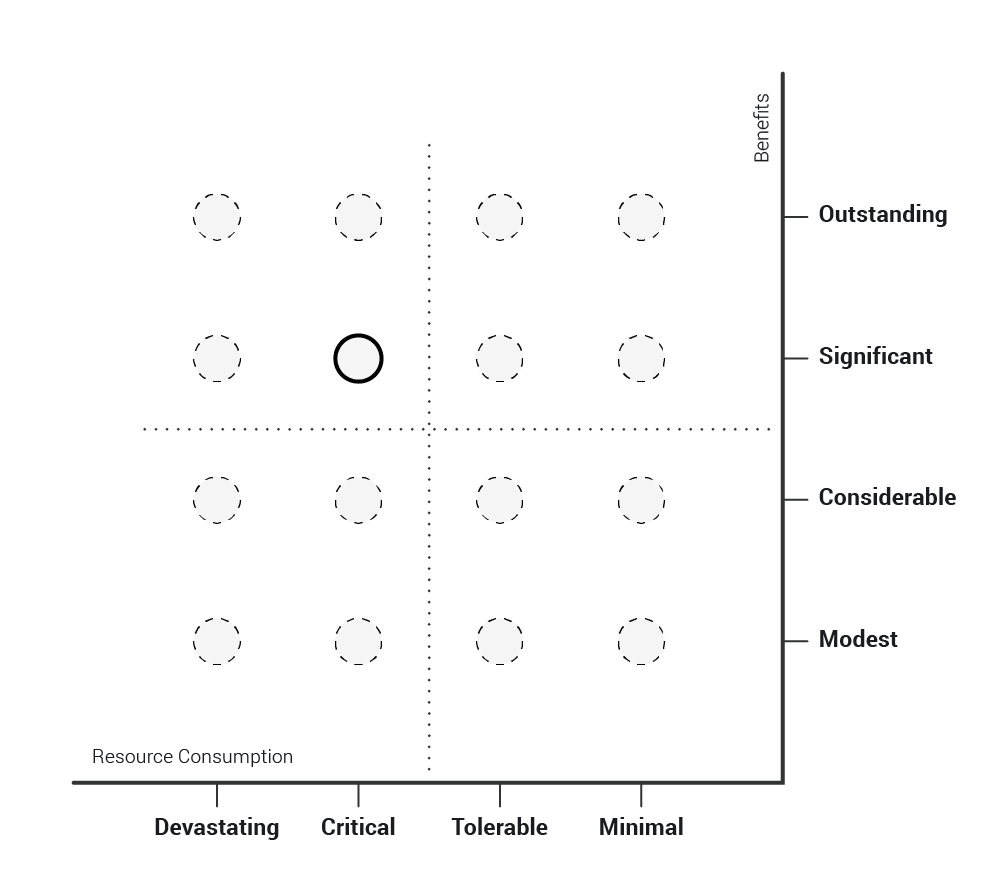 Benefits
Outstanding
Significant
Considerable
Modest
Resource Consumption
Devastating
Critical
Tolerable
Minimal